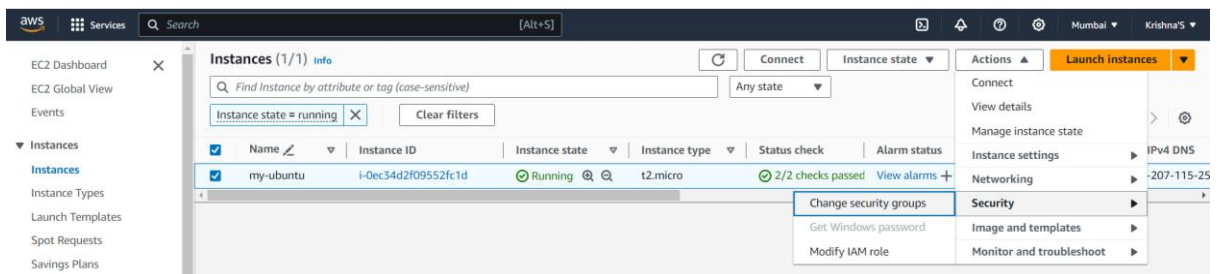 aws Services Search [Alt+S] Mumbai Krishna'S
EC2 Dashboard
EC2 Global View
Events
Instances
Instances
Instance Types
Launch Templates
Spot Requests
Savings Plans
Instances (1/1) Info Connect Instance state Actions Launch instances
Find Instance by attribute or tag (case-sensitive) Any state
Instance state = running Clear filters
Name Instance ID Instance state Instance type Status check Alarm status IPv4 DNS
my-ubuntu i-0ec34d2f09552fc1d Running t2.micro 2/2 checks passed View alarms -207-115-25
Connect
View details
Manage instance state
Instance settings
Networking
Security
Image and templates
Monitor and troubleshoot
Change security groups
Get Windows password
Modify IAM role